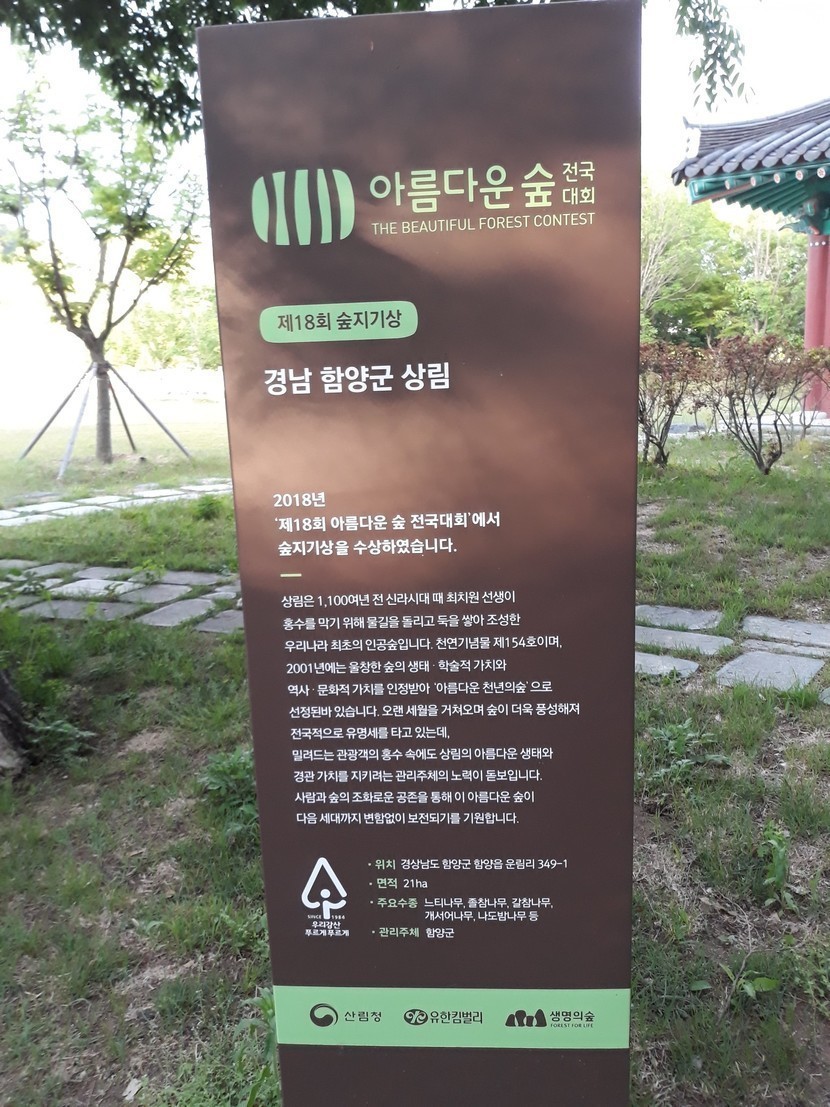 아름다운 숲 전국
대회
THE BEAUTIFUL FOREST CONTEST
제18회 숲지기상
경남 함양군 상림
2018년
'제18회 아름다운 숲 전국대회'에서
숲지기상을 수상하였습니다.
상림은 1,100여년 전 신라시대 때 최치원 선생이
홍수를 막기 위해 물길을 돌리고 둑을 쌓아 조성한
우리나라 최초의 인공숲입니다. 천연기념물 제154호이며,
2001년에는 울창한 숲의 생태·학술적 가치와
역사·문화적 가치를 인정받아 '아름다운 천년의숲'으로
선정된바 있습니다. 오랜 세월을 거쳐오며 숲이 더욱 풍성해져
전국적으로 유명세를 타고 있는데,
밀려드는 관광객의 홍수 속에도 상림의 아름다운 생태와
경관 가치를 지키려는 관리주체의 노력이 돋보입니다.
사람과 숲의 조화로운 공존을 통해 이 아름다운 숲이
다음 세대까지 변함없이 보전되기를 기원합니다.
· 위치 경상남도 함양군 함양읍 운림리 349-1
· 면적 21ha
· 주요수종 느티나무, 졸참나무, 갈참나무,
개서어나무, 나도밤나무 등
· 관리주체 함양군
SINCE 1984
우리강산
푸르게 푸르게
산림청 유한킴벌리 생명의숲
FOREST FOR LIFE